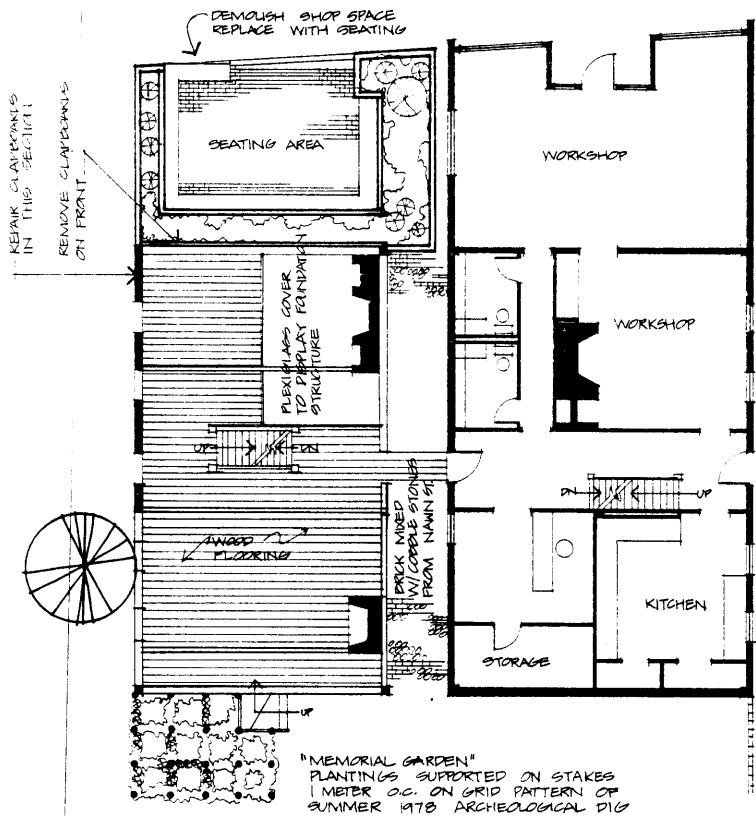 DEMOLISH SHOP SPACE
REPLACE WITH SEATING
REPAIR CLAPBOARDS
IN THIS SECTION
REMOVE CLAPBOARDS
ON FRONT
SEATING AREA
WORKSHOP
PLEXIGLASS COVER
TO DISPLAY FOUNDATION
STRUCTURE
WORKSHOP
UP
DN
DN
UP
BRICK MIXED
W/ COBBLE STONES
FROM NAWN ST.
WOOD
FLOORING
KITCHEN
STORAGE
UP
"MEMORIAL GARDEN"
PLANTINGS SUPPORTED ON STAKES
1 METER O.C. ON GRID PATTERN OF
SUMMER 1978 ARCHEOLOGICAL DIG